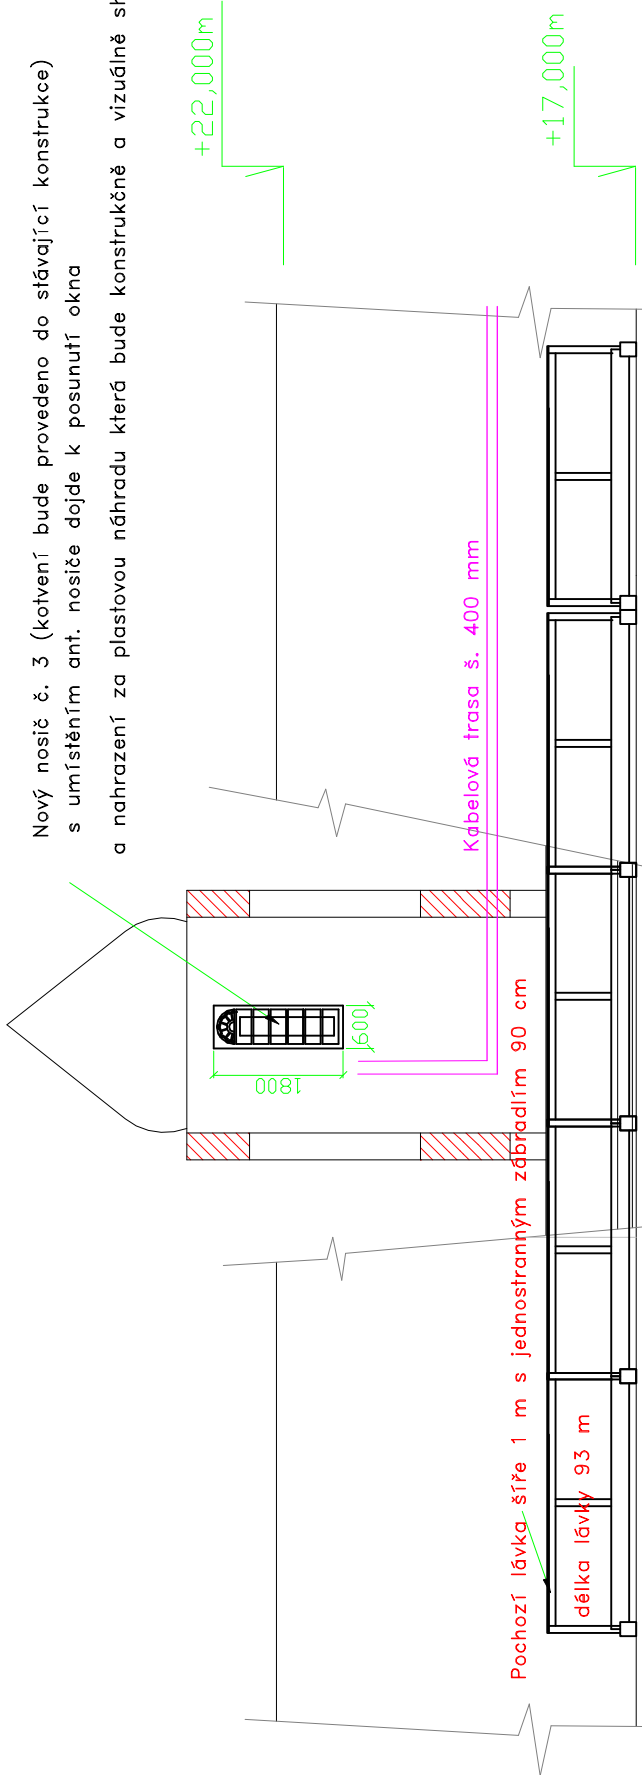 Nový nosič č. 3 (kotvení bude provedeno do stávající konstrukce)
s umístěním ant. nosiče dojde k posunutí okna
a nahrazení za plastovou náhradu která bude konstrukčně a vizuálně
+22,000m
+17,000m
Kabelová trasa š. 400 mm
1800
600
Pochozí lávka šíře 1 m s jednostranným zábradlím 90 cm
délka lávky 93 m